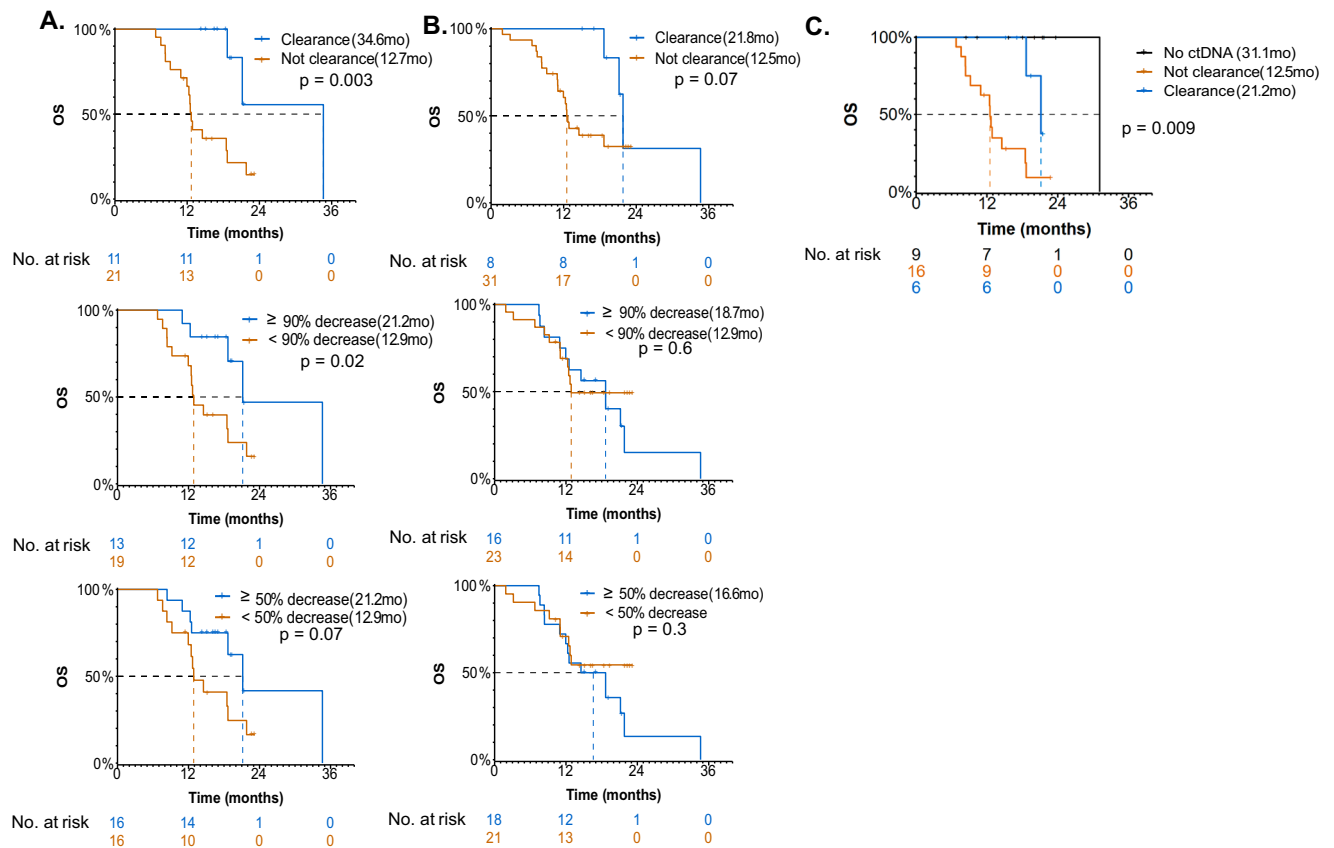 A.
100%
50%
0%
OS
Clearance(34.6mo)
Not clearance(12.7mo)
p = 0.003
0 12 24 36
Time (months)
No. at risk 11 11 1 0
21 13 0 0
100%
50%
0%
OS
≥ 90% decrease(21.2mo)
< 90% decrease(12.9mo)
p = 0.02
0 12 24 36
Time (months)
No. at risk 13 12 1 0
19 12 0 0
100%
50%
0%
OS
≥ 50% decrease(21.2mo)
< 50% decrease(12.9mo)
p = 0.07
0 12 24 36
Time (months)
No. at risk 16 14 1 0
16 10 0 0
B.
100%
50%
0%
OS
Clearance(21.8mo)
Not clearance(12.5mo)
p = 0.07
0 12 24 36
Time (months)
No. at risk 8 8 1 0
31 17 0 0
100%
50%
0%
OS
≥ 90% decrease(18.7mo)
< 90% decrease(12.9mo)
p = 0.6
0 12 24 36
Time (months)
No. at risk 16 11 1 0
23 14 0 0
100%
50%
0%
OS
≥ 50% decrease(16.6mo)
< 50% decrease
p = 0.3
0 12 24 36
Time (months)
No. at risk 18 12 1 0
21 13 0 0
C.
100%
50%
0%
OS
No ctDNA (31.1mo)
Not clearance(12.5mo)
Clearance(21.2mo)
p = 0.009
0 12 24 36
Time (months)
No. at risk 9 7 1 0
16 9 0 0
6 6 0 0